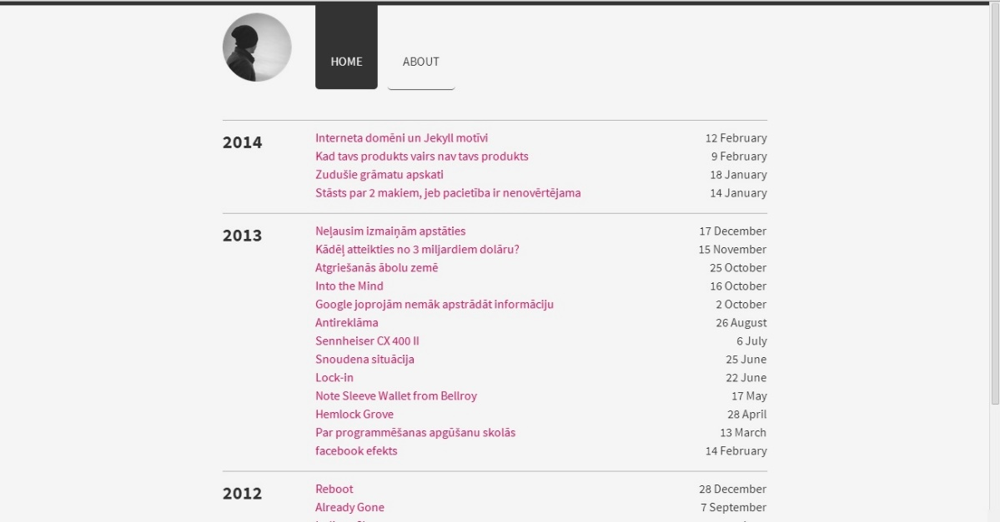 HOME ABOUT
2014 Interneta domēni un Jekyll motīvi 12 February
Kad tavs produkts vairs nav tavs produkts 9 February
Zudušie grāmatu apskati 18 January
Stāsts par 2 makiem, jeb pacietība ir nenovērtējama 14 January
2013 Neļausim izmaiņām apstāties 17 December
Kādēļ atteikties no 3 miljardiem dolāru? 15 November
Atgriešanās ābolu zemē 25 October
Into the Mind 16 October
Google joprojām nemāk apstrādāt informāciju 2 October
Antireklāma 26 August
Sennheiser CX 400 II 6 July
Snoudena situācija 25 June
Lock-in 22 June
Note Sleeve Wallet from Bellroy 17 May
Hemlock Grove 28 April
Par programmēšanas apgūšanu skolās 13 March
facebook efekts 14 February
2012 Reboot 28 December
Already Gone 7 September